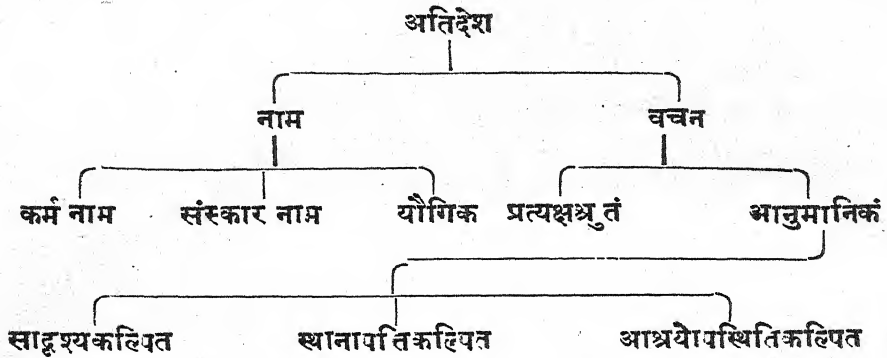 अतिदेश
नाम वचन
कर्म नाम संस्कार नाम यौगिक प्रत्यक्षश्रुतं आनुमानिकं
सादृश्यकल्पित स्थानापत्तिकल्पित आश्रयोपस्थितिकल्पित